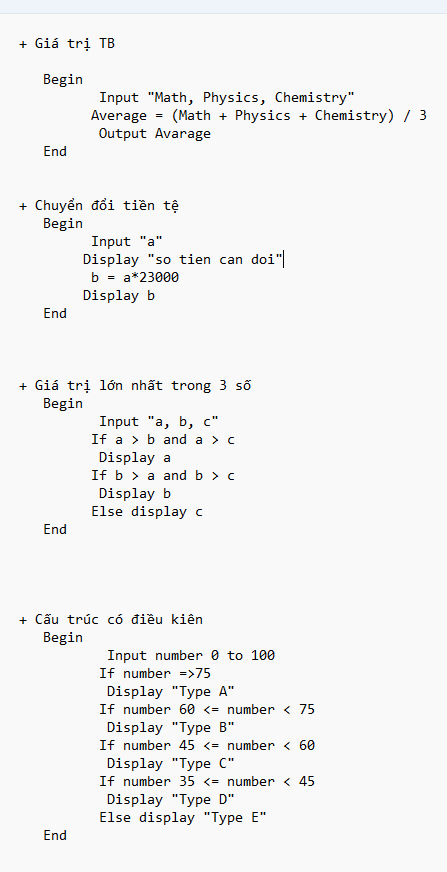 + Giá trị TB
Begin
Input "Math, Physics, Chemistry"
Average = (Math + Physics + Chemistry) / 3
Output Avarage
End
+ Chuyển đổi tiền tệ
Begin
Input "a"
Display "so tien can doi"
b = a*23000
Display b
End
+ Giá trị lớn nhất trong 3 số
Begin
Input "a, b, c"
If a > b and a > c
Display a
If b > a and b > c
Display b
Else display c
End
+ Cấu trúc có điều kiên
Begin
Input number 0 to 100
If number =>75
Display "Type A"
If number 60 <= number < 75
Display "Type B"
If number 45 <= number < 60
Display "Type C"
If number 35 <= number < 45
Display "Type D"
Else display "Type E"
End